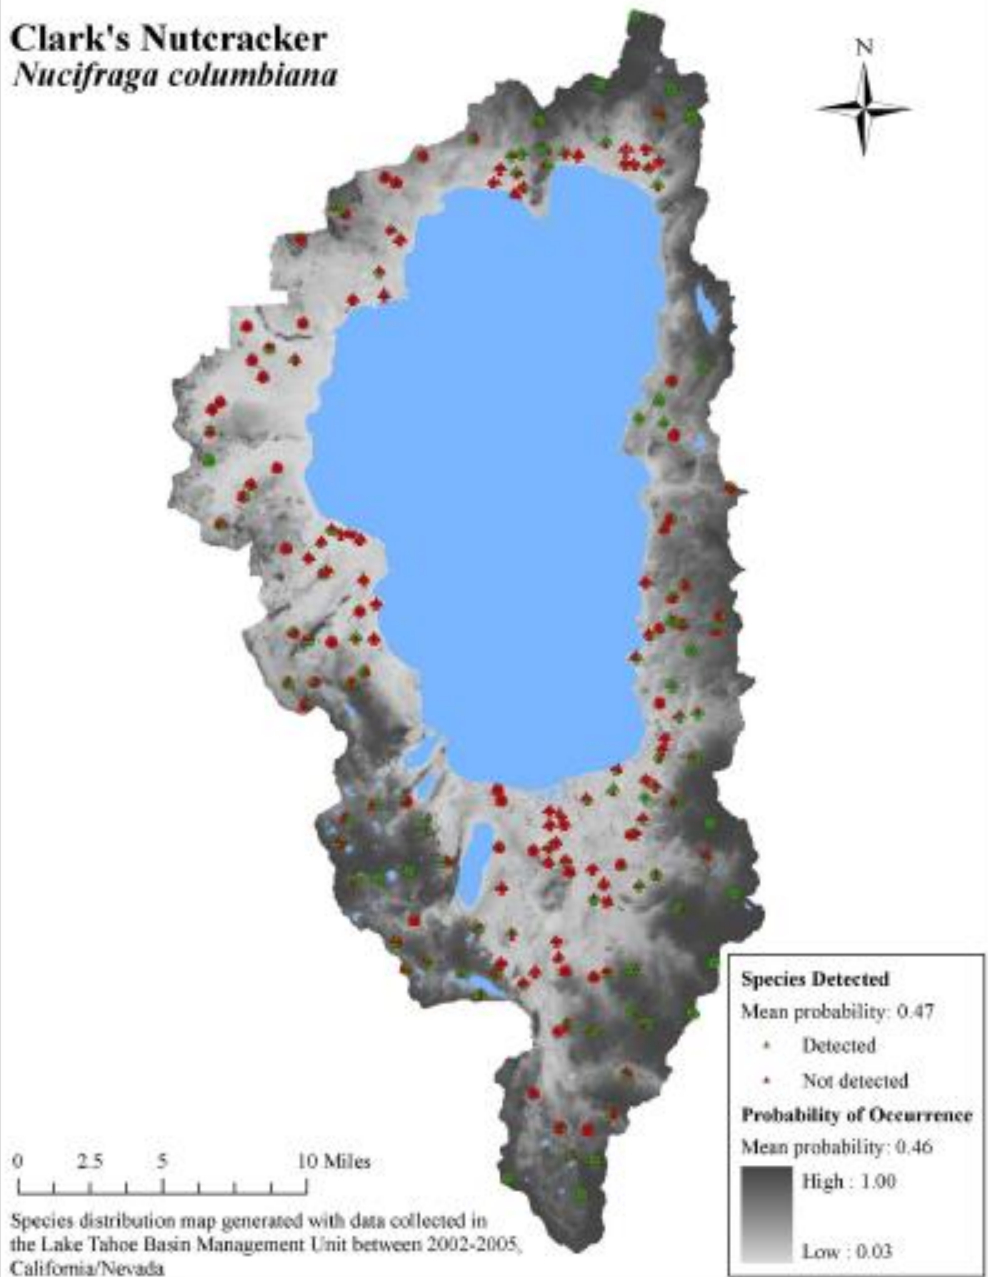 Clark's Nutcracker
Nucifraga columbiana
N
Species Detected
Mean probability: 0.47
Detected
Not detected
Probability of Occurrence
Mean probability: 0.46
High : 1.00
Low : 0.03
0 2.5 5 10 Miles
Species distribution map generated with data collected in
the Lake Tahoe Basin Management Unit between 2002-2005,
California/Nevada